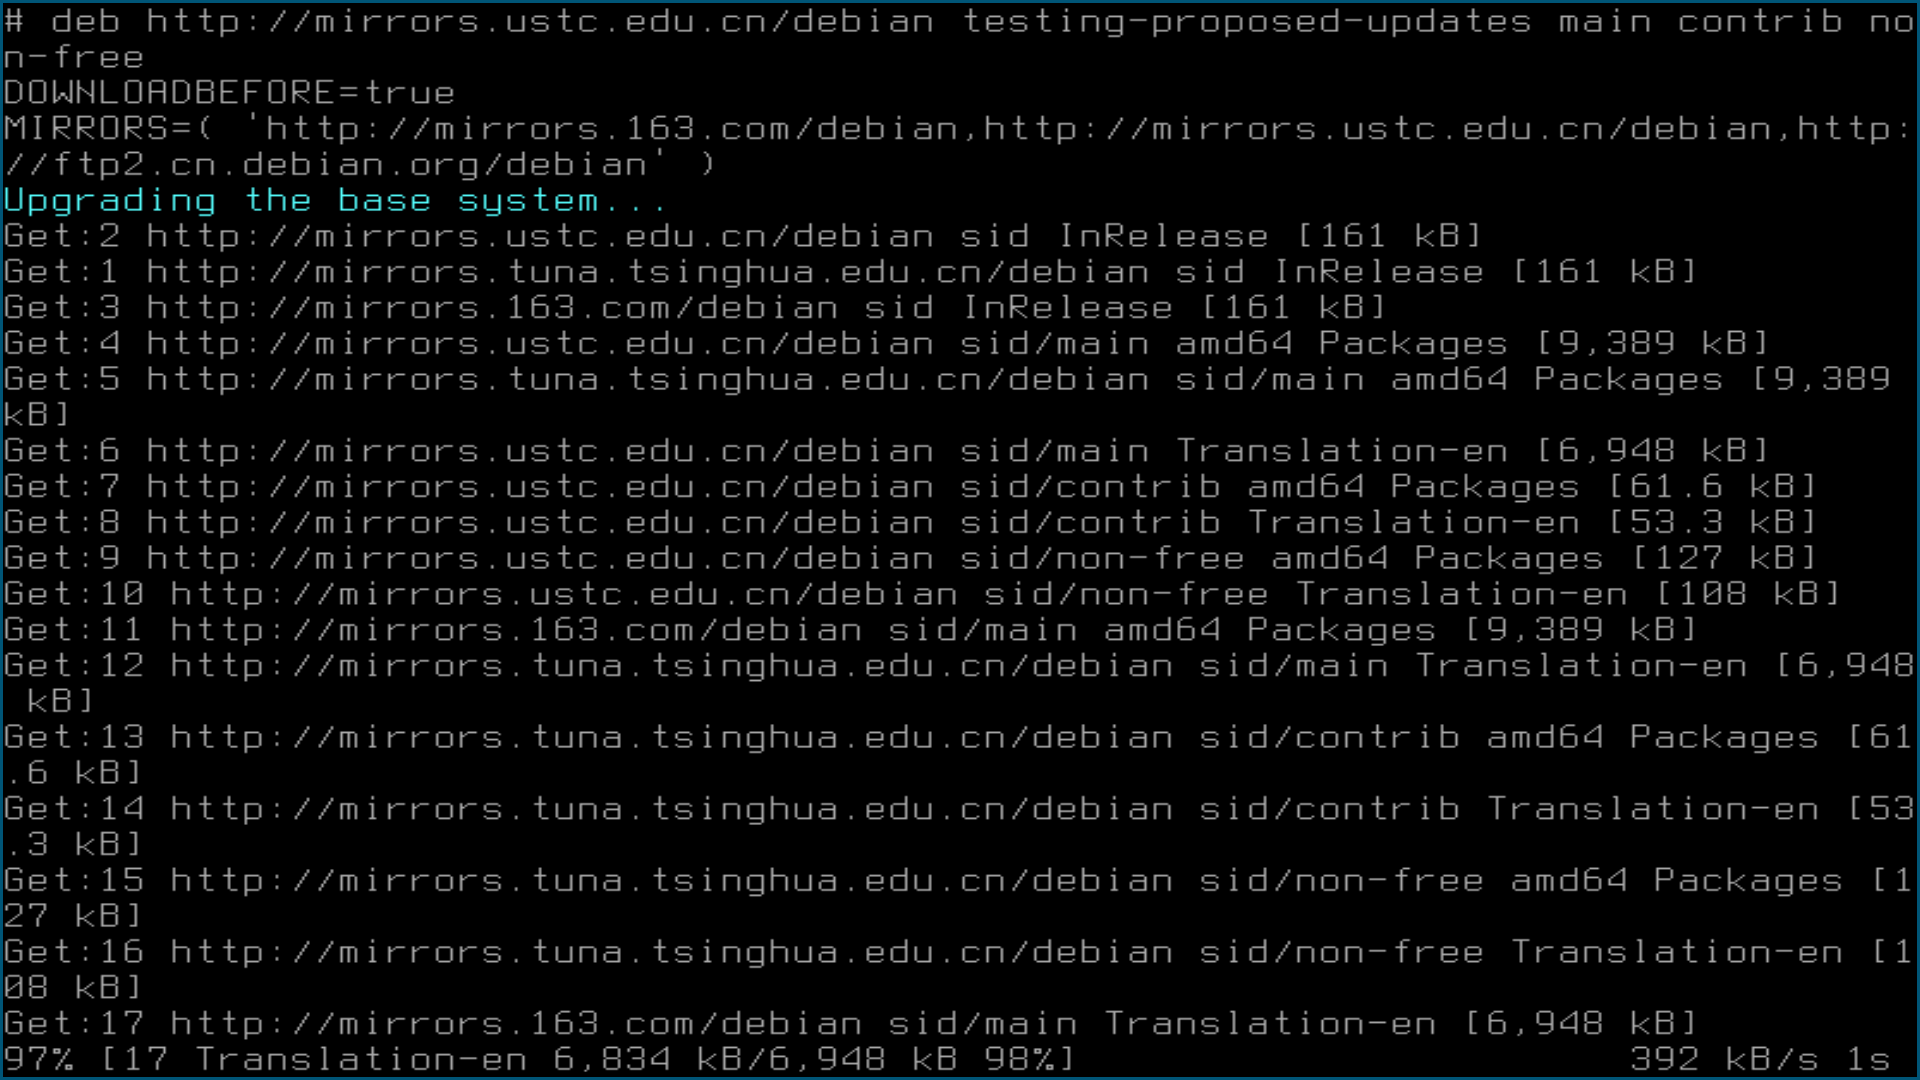 # deb http://mirrors.ustc.edu.cn/debian testing-proposed-updates main contrib no
n-free
DOWNLOADBEFORE=true
MIRRORS=( 'http://mirrors.163.com/debian,http://mirrors.ustc.edu.cn/debian,http:
//ftp2.cn.debian.org/debian' )
Upgrading the base system...
Get:2 http://mirrors.ustc.edu.cn/debian sid InRelease [161 kB]
Get:1 http://mirrors.tuna.tsinghua.edu.cn/debian sid InRelease [161 kB]
Get:3 http://mirrors.163.com/debian sid InRelease [161 kB]
Get:4 http://mirrors.ustc.edu.cn/debian sid/main amd64 Packages [9,389 kB]
Get:5 http://mirrors.tuna.tsinghua.edu.cn/debian sid/main amd64 Packages [9,389
kB]
Get:6 http://mirrors.ustc.edu.cn/debian sid/main Translation-en [6,948 kB]
Get:7 http://mirrors.ustc.edu.cn/debian sid/contrib amd64 Packages [61.6 kB]
Get:8 http://mirrors.ustc.edu.cn/debian sid/contrib Translation-en [53.3 kB]
Get:9 http://mirrors.ustc.edu.cn/debian sid/non-free amd64 Packages [127 kB]
Get:10 http://mirrors.ustc.edu.cn/debian sid/non-free Translation-en [108 kB]
Get:11 http://mirrors.163.com/debian sid/main amd64 Packages [9,389 kB]
Get:12 http://mirrors.tuna.tsinghua.edu.cn/debian sid/main Translation-en [6,948
 kB]
Get:13 http://mirrors.tuna.tsinghua.edu.cn/debian sid/contrib amd64 Packages [61
.6 kB]
Get:14 http://mirrors.tuna.tsinghua.edu.cn/debian sid/contrib Translation-en [53
.3 kB]
Get:15 http://mirrors.tuna.tsinghua.edu.cn/debian sid/non-free amd64 Packages [1
27 kB]
Get:16 http://mirrors.tuna.tsinghua.edu.cn/debian sid/non-free Translation-en [1
08 kB]
Get:17 http://mirrors.163.com/debian sid/main Translation-en [6,948 kB]
97% [17 Translation-en 6,834 kB/6,948 kB 98%] 392 kB/s 1s